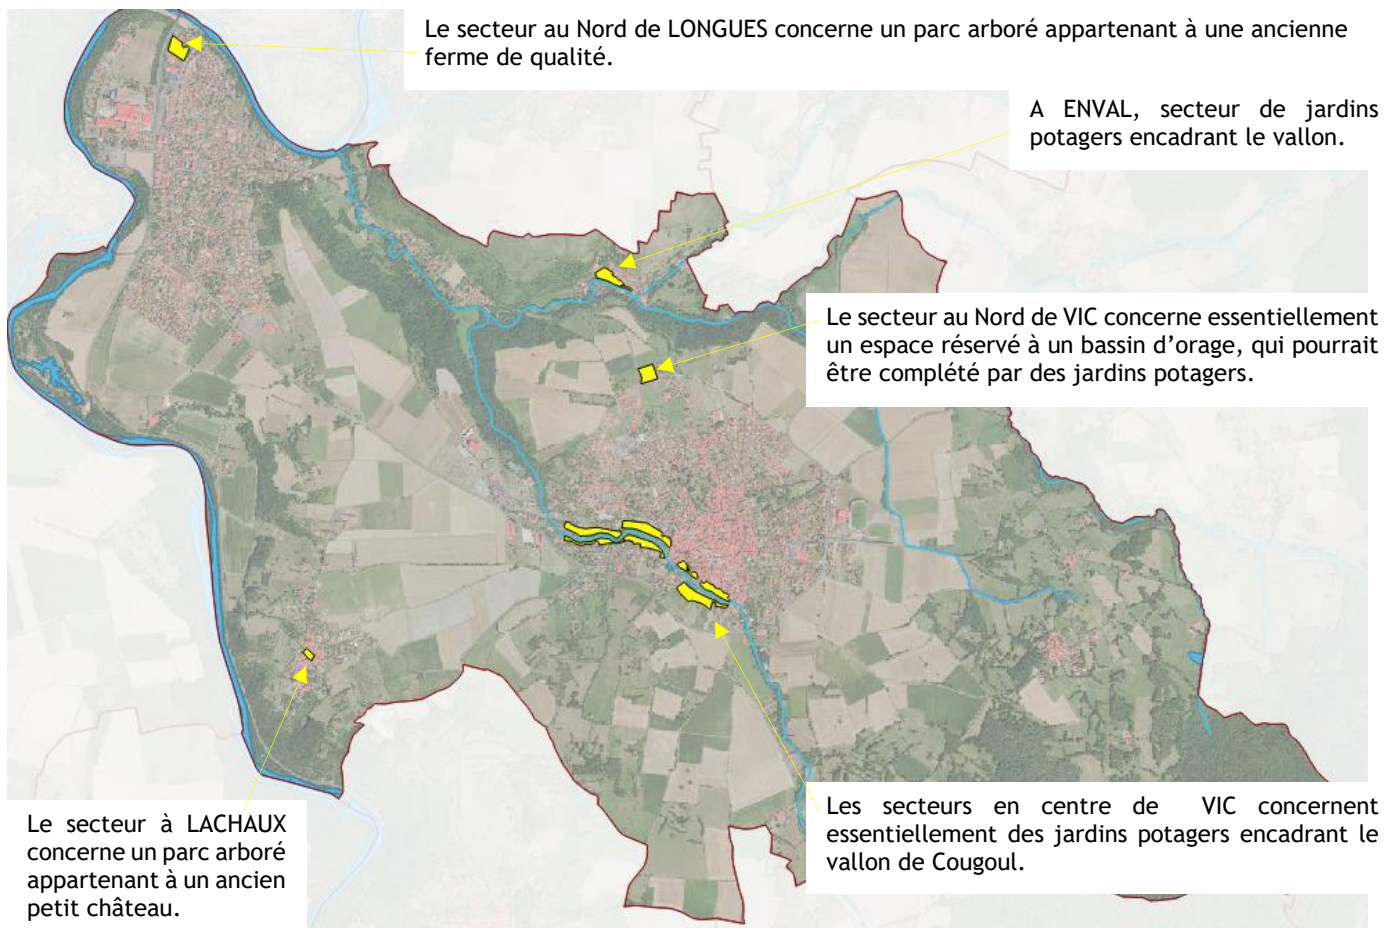 Le secteur au Nord de LONGUES concerne un parc arboré appartenant à une ancienne
ferme de qualité.
A ENVAL, secteur de jardins
potagers encadrant le vallon.
Le secteur au Nord de VIC concerne essentiellement
un espace réservé à un bassin d’orage, qui pourrait
être complété par des jardins potagers.
Les secteurs en centre de VIC concernent
essentiellement des jardins potagers encadrant le
vallon de Cougoul.
Le secteur à LACHAUX
concerne un parc arboré
appartenant à un ancien
petit château.